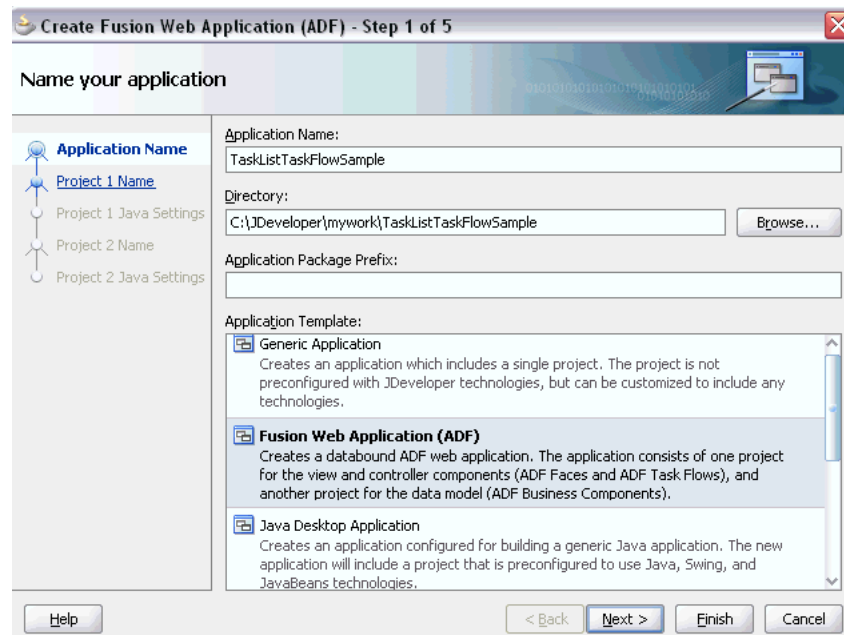 Create Fusion Web Application (ADF) - Step 1 of 5
Name your application
Application Name
Project 1 Name
Project 1 Java Settings
Project 2 Name
Project 2 Java Settings
Application Name:
TaskListTaskFlowSample
Directory:
C:\JDeveloper\mywork\TaskListTaskFlowSample
Browse...
Application Package Prefix:
Application Template:
Generic Application
Creates an application which includes a single project. The project is not
preconfigured with JDeveloper technologies, but can be customized to include any
technologies.
Fusion Web Application (ADF)
Creates a databound ADF web application. The application consists of one project
for the view and controller components (ADF Faces and ADF Task Flows), and
another project for the data model (ADF Business Components).
Java Desktop Application
Creates an application configured for building a generic Java application. The new
application will include a project that is preconfigured to use Java, Swing, and
JavaBeans technologies.
Help
< Back
Next >
Finish
Cancel